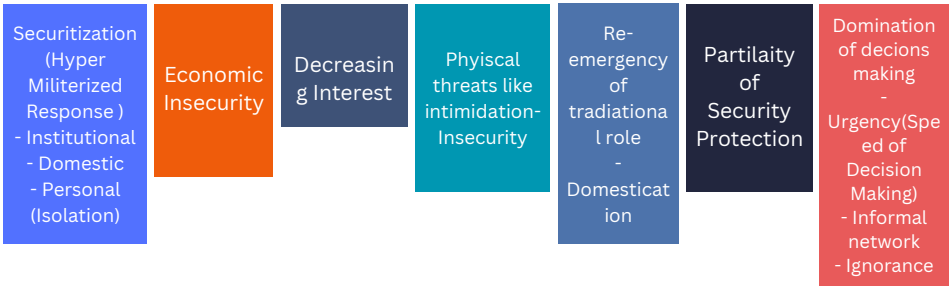 Securitization
(Hyper
Militerized
Response )
- Institutional
- Domestic
- Personal
(Isolation)
Economic
Insecurity
Decreasin
g Interest
Phyiscal
threats like
intimidation-
Insecurity
Re-
emergency
of
tradiationa
l role
-
Domesticat
ion
Partilaity
of
Security
Protection
Domination
of decions
making
-
Urgency(Spe
ed of
Decision
Making)
- Informal
network
- Ignorance